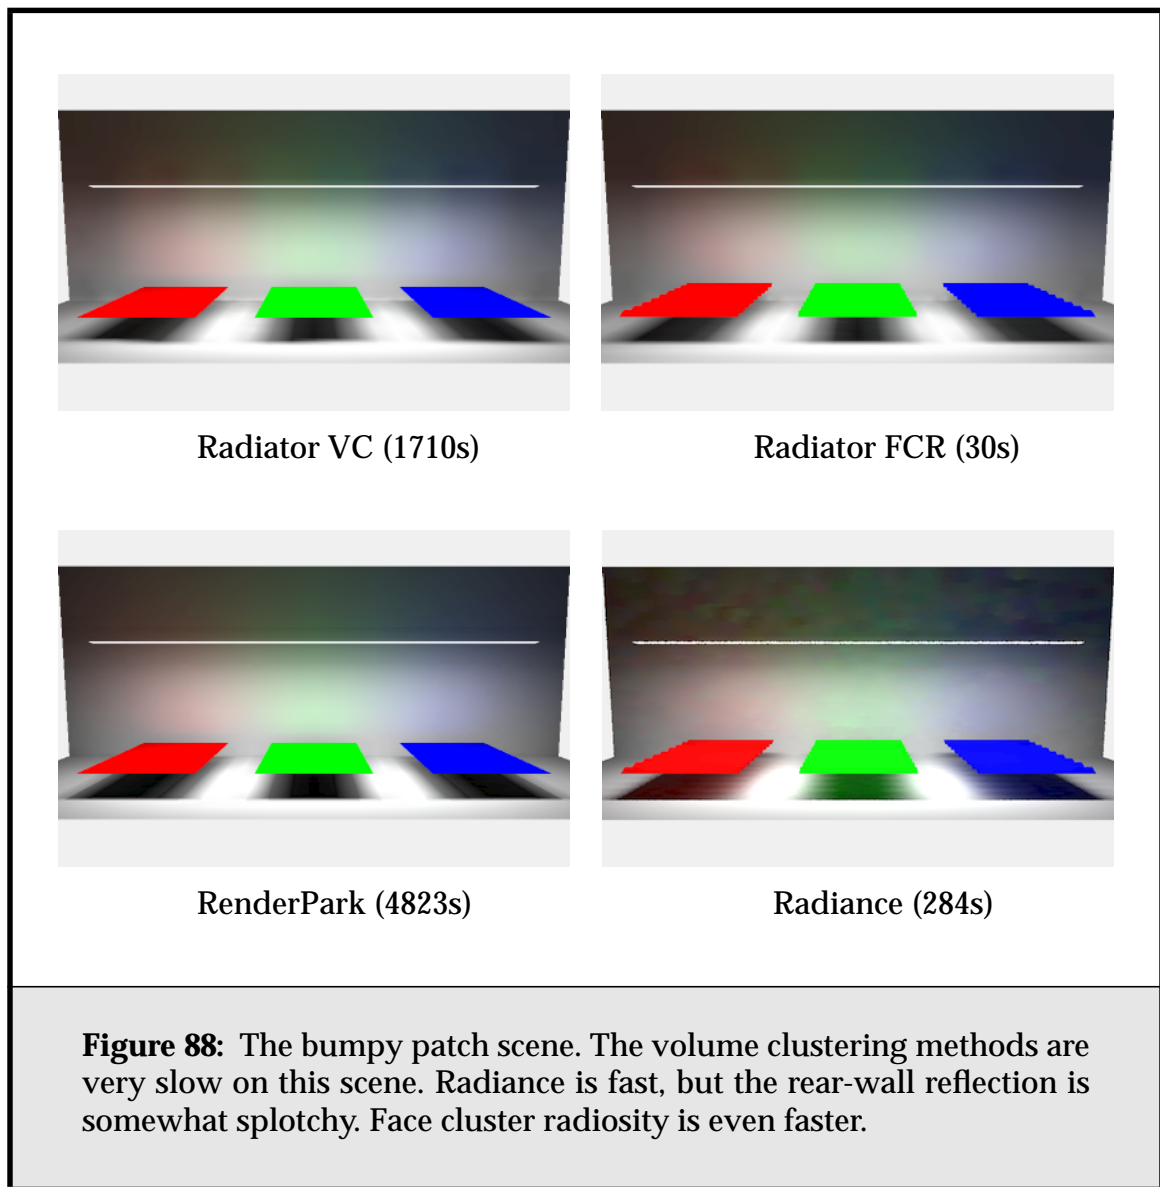 Radiator VC (1710s)
Radiator FCR (30s)
RenderPark (4823s)
Radiance (284s)
Figure 88: The bumpy patch scene. The volume clustering methods are
very slow on this scene. Radiance is fast, but the rear-wall reflection is
somewhat splotchy. Face cluster radiosity is even faster.